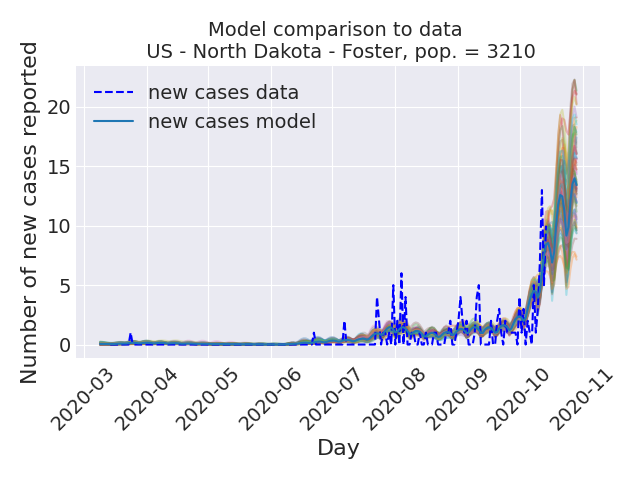 Model comparison to data
US - North Dakota - Foster, pop. = 3210
new cases data
new cases model
Number of new cases reported
20
15
10
5
0
2020-03
2020-04
2020-05
2020-06
2020-07
2020-08
2020-09
2020-10
2020-11
Day